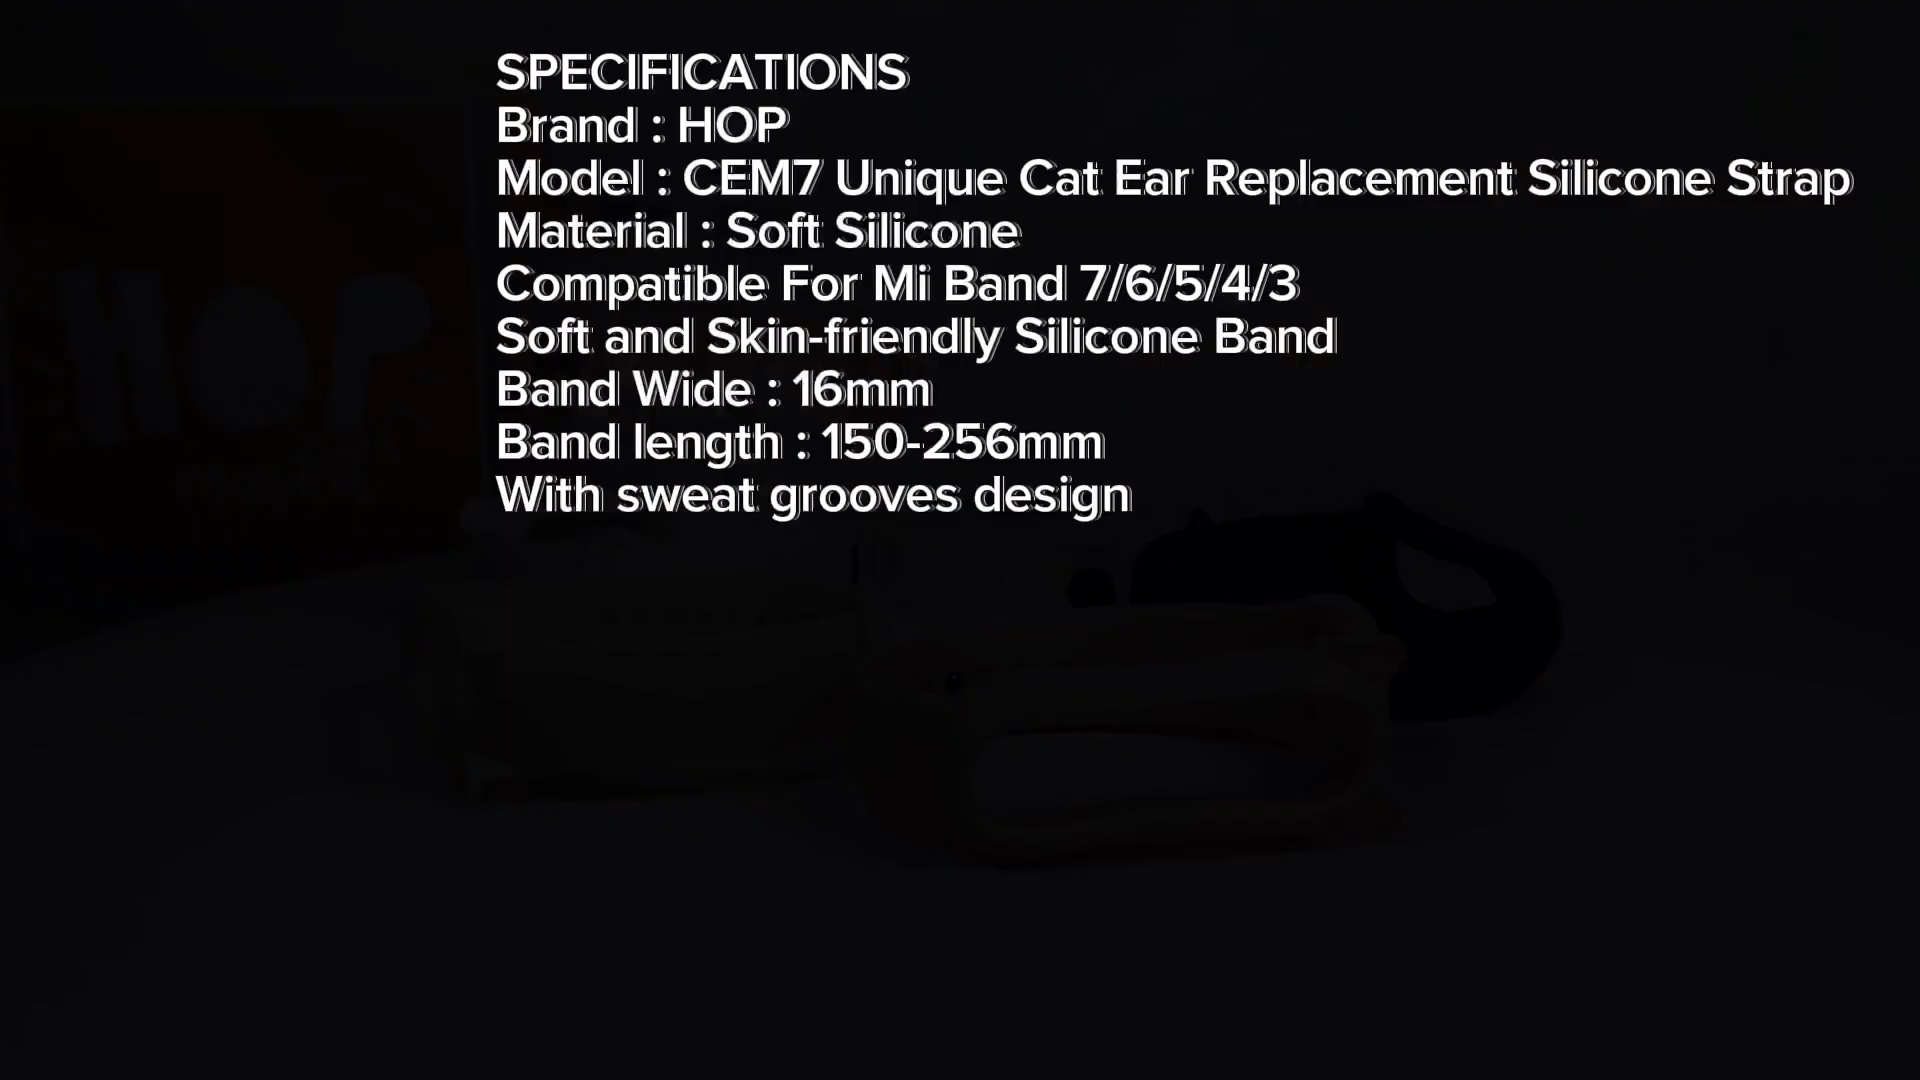 SPECIFICATIONS
Brand : HOP
Model : CEM7 Unique Cat Ear Replacement Silicone Strap
Material : Soft Silicone
Compatible For Mi Band 7/6/5/4/3
Soft and Skin-friendly Silicone Band
Band Wide : 16mm
Band length : 150-256mm
With sweat grooves design
HOP